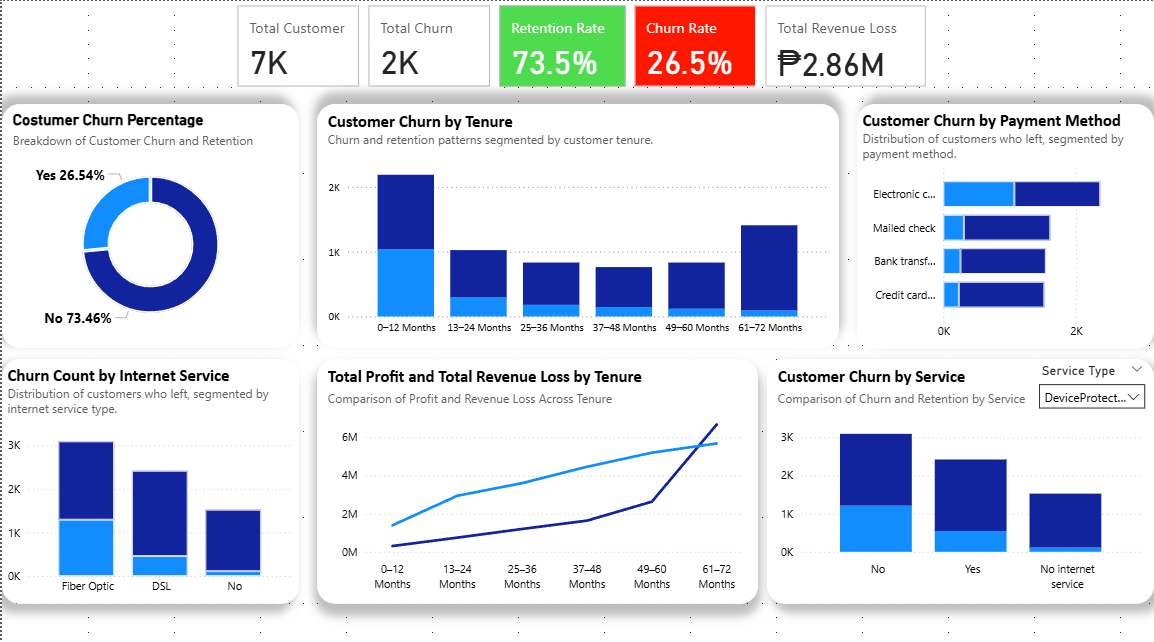 Total Customer
7K
Total Churn
2K
Retention Rate
73.5%
Churn Rate
26.5%
Total Revenue Loss
₱2.86M
Costumer Churn Percentage
Breakdown of Customer Churn and Retention
Yes 26.54%
No 73.46%
Customer Churn by Tenure
Churn and retention patterns segmented by customer tenure.
2K
1K
0K
0–12 Months
13–24 Months
25–36 Months
37–48 Months
49–60 Months
61–72 Months
Customer Churn by Payment Method
Distribution of customers who left, segmented by
payment method.
Electronic c...
Mailed check
Bank transf...
Credit card...
0K
2K
Churn Count by Internet Service
Distribution of customers who left, segmented by
internet service type.
3K
2K
1K
0K
Fiber Optic
DSL
No
Total Profit and Total Revenue Loss by Tenure
Comparison of Profit and Revenue Loss Across Tenure
6M
4M
2M
0M
0–12
Months
13–24
Months
25–36
Months
37–48
Months
49–60
Months
61–72
Months
Customer Churn by Service
Comparison of Churn and Retention by Service
Service Type
DeviceProtect...
3K
2K
1K
0K
No
Yes
No internet
service